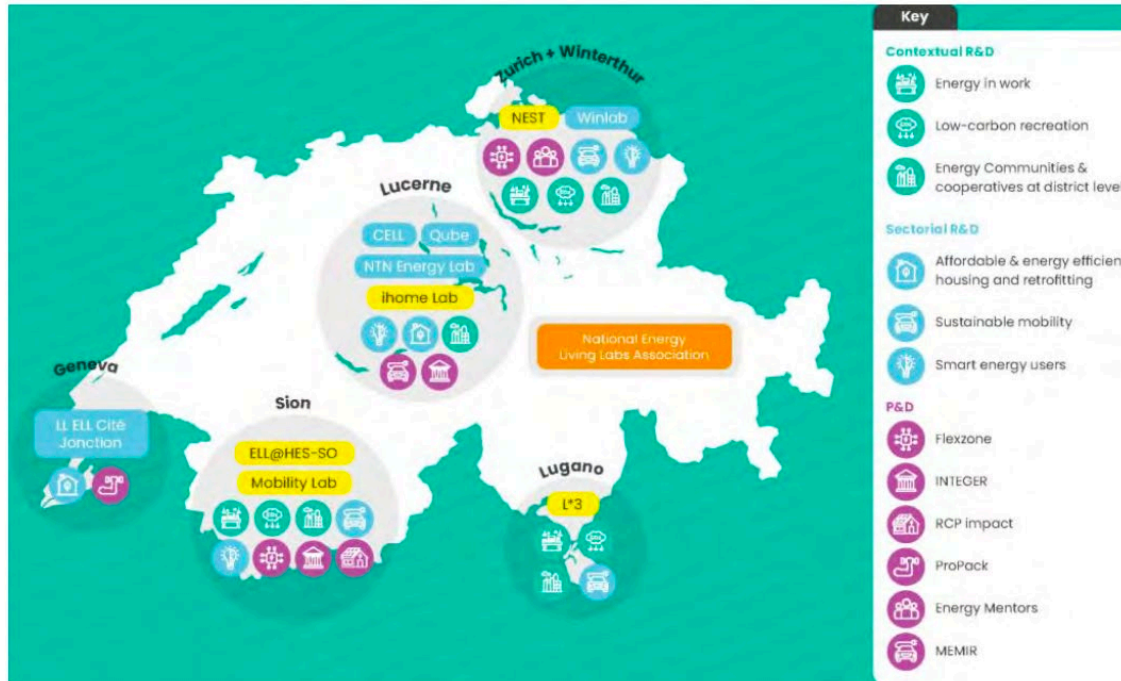 Zurich + Winterthur
NEST
Winlab
Lucerne
CELL
Qube
NTN Energy Lab
ihome Lab
National Energy
Living Labs Association
Geneva
LL ELL Cité
Jonction
Sion
ELL@HES-SO
Mobility Lab
Lugano
L*3
Key
Contextual R&D
Energy in work
Low-carbon recreation
Energy Communities &
cooperatives at district level
Sectorial R&D
Affordable & energy efficien
housing and retrofitting
Sustainable mobility
Smart energy users
P&D
Flexzone
INTEGER
RCP impact
ProPack
Energy Mentors
MEMIR